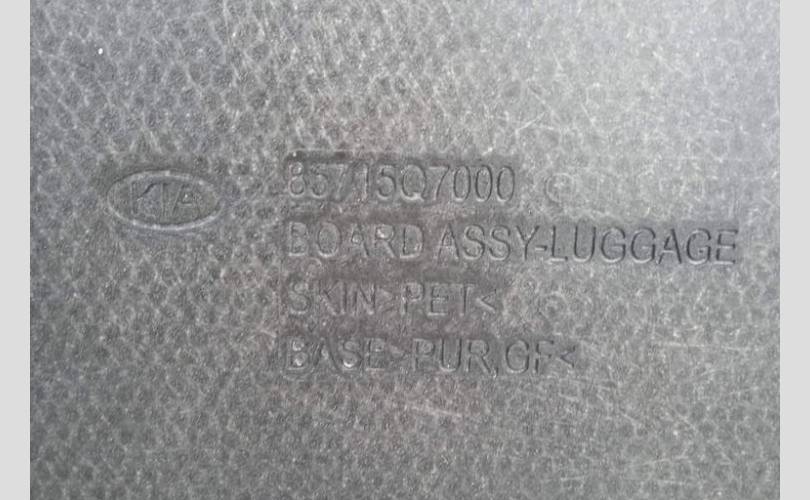 KIA
85715Q7000
BOARD ASSY-LUGGAGE
SKIN>PET<
BASE>PUR,GF<